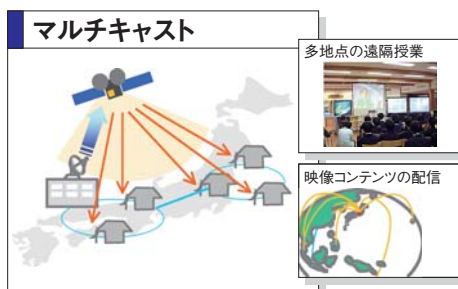 マルチキャスト
多地点の遠隔授業
映像コンテンツの配信